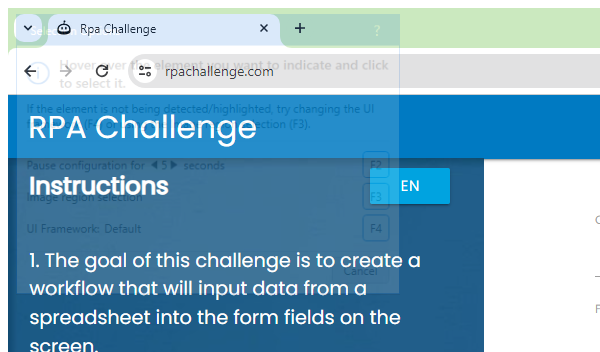 Rpa Challenge
Select
?
rpachallenge.com
Hover over the element you want to indicate and click
to select it.
If the element is not being detected/highlighted, try changing the UI
selection (F3).
RPA Challenge
Pause configuration for 5 seconds
F2
Instructions
EN
Image region selection
F3
UI Framework: Default
F4
1. The goal of this challenge is to create a
Cancel
workflow that will input data from a
spreadsheet into the form fields on the
screen.